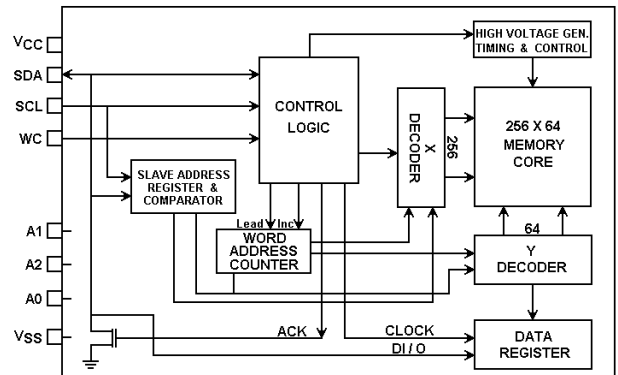 VCC
SDA
SCL
WC
A1
A2
A0
VSS
CONTROL
LOGIC
HIGH VOLTAGE GEN.
TIMING & CONTROL
X
DECODER
256
256 X 64
MEMORY
CORE
SLAVE ADDRESS
REGISTER &
COMPARATOR
Lead Inc
WORD
ADDRESS
COUNTER
64
Y
DECODER
ACK
CLOCK
DI / O
DATA
REGISTER